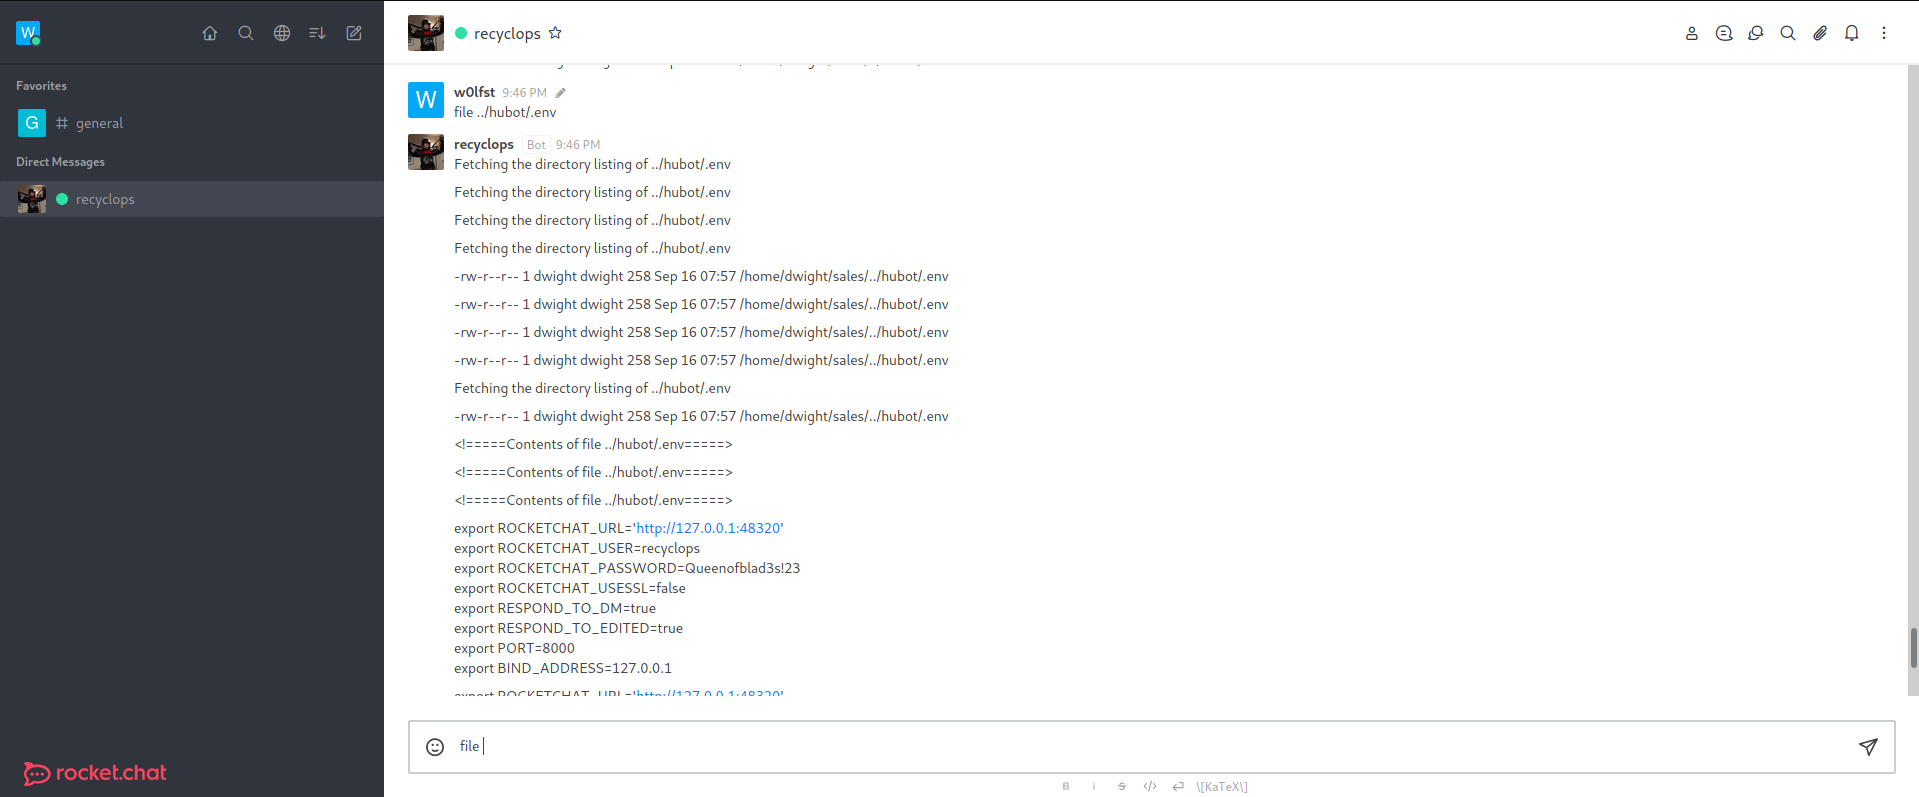 W
recyclops
Favorites
G
general
Direct Messages
recyclops
W
w0lfst 9:46 PM
file ../hubot/.env
recyclops Bot 9:46 PM
Fetching the directory listing of ../hubot/.env
Fetching the directory listing of ../hubot/.env
Fetching the directory listing of ../hubot/.env
Fetching the directory listing of ../hubot/.env
-rw-r--r-- 1 dwight dwight 258 Sep 16 07:57 /home/dwight/sales/../hubot/.env
-rw-r--r-- 1 dwight dwight 258 Sep 16 07:57 /home/dwight/sales/../hubot/.env
-rw-r--r-- 1 dwight dwight 258 Sep 16 07:57 /home/dwight/sales/../hubot/.env
-rw-r--r-- 1 dwight dwight 258 Sep 16 07:57 /home/dwight/sales/../hubot/.env
Fetching the directory listing of ../hubot/.env
-rw-r--r-- 1 dwight dwight 258 Sep 16 07:57 /home/dwight/sales/../hubot/.env
<!=====Contents of file ../hubot/.env=====>
<!=====Contents of file ../hubot/.env=====>
<!=====Contents of file ../hubot/.env=====>
export ROCKETCHAT_URL='http://127.0.0.1:48320'
export ROCKETCHAT_USER=recyclops
export ROCKETCHAT_PASSWORD=Queenofblad3s!23
export ROCKETCHAT_USESSL=false
export RESPOND_TO_DM=true
export RESPOND_TO_EDITED=true
export PORT=8000
export BIND_ADDRESS=127.0.0.1
export ROCKETCHAT_URL='http://127.0.0.1:48320'
file
rocket.chat
B i S </> \[KaTeX\]